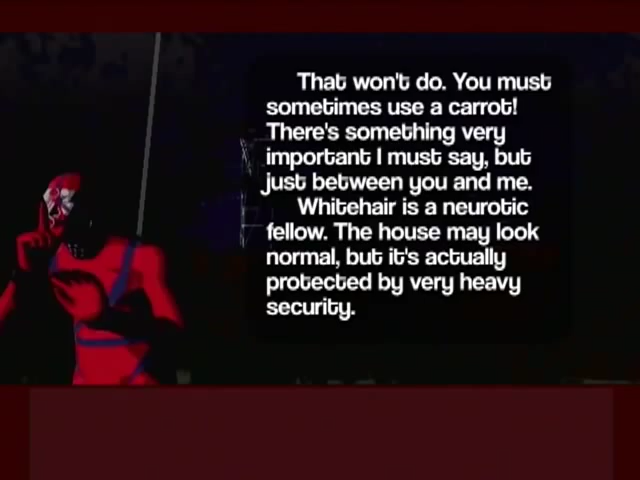 That won't do. You must
sometimes use a carrot!
There's something very
important I must say, but
just between you and me.
Whitehair is a neurotic
fellow. The house may look
normal, but it's actually
protected by very heavy
security.